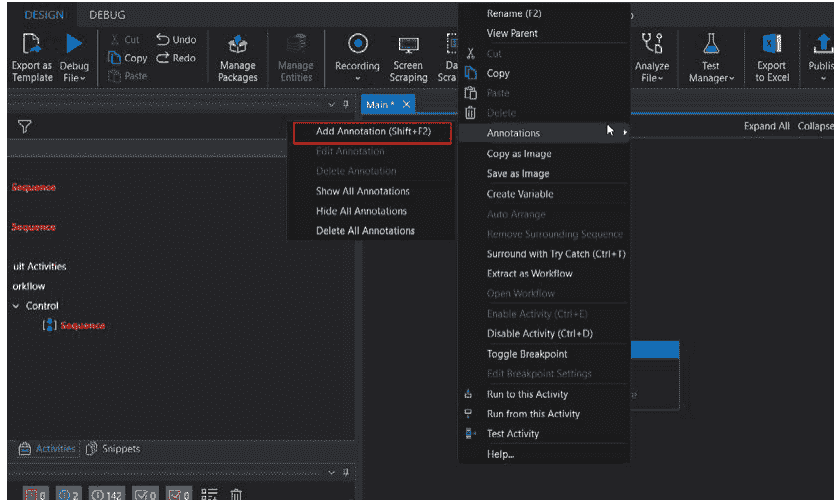 DESIGN DEBUG
Cut Undo
Export as Template
Debug File
Copy Redo
Paste
Manage Packages
Manage Entities
Recording
Screen Scraping
Analyze File
Test Manager
Export to Excel
Main *
Expand All Collapse
Sequence
Sequence
ult Activities
orkflow
Control
Sequence
Activities Snippets
0 2 142 0 0
Add Annotation (Shift+F2)
Edit Annotation
Delete Annotation
Show All Annotations
Hide All Annotations
Delete All Annotations
Rename (F2)
View Parent
Cut
Copy
Paste
Delete
Annotations
Copy as Image
Save as Image
Create Variable
Auto Arrange
Remove Surrounding Sequence
Surround with Try Catch (Ctrl+T)
Extract as Workflow
Open Workflow
Enable Activity (Ctrl+E)
Disable Activity (Ctrl+D)
Toggle Breakpoint
Edit Breakpoint Settings
Run to this Activity
Run from this Activity
Test Activity
Help...